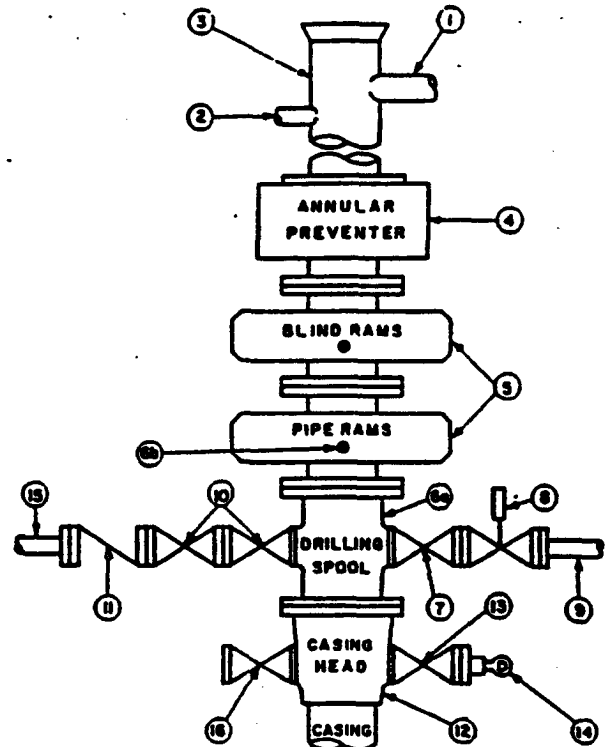 3
1
2
ANNULAR
PREVENTER
4
BLIND RAMS
5
PIPE RAMS
6b
15
10
6a
8
DRILLING
SPOOL
11
7
13
9
CASING
HEAD
16
12
14
CASING